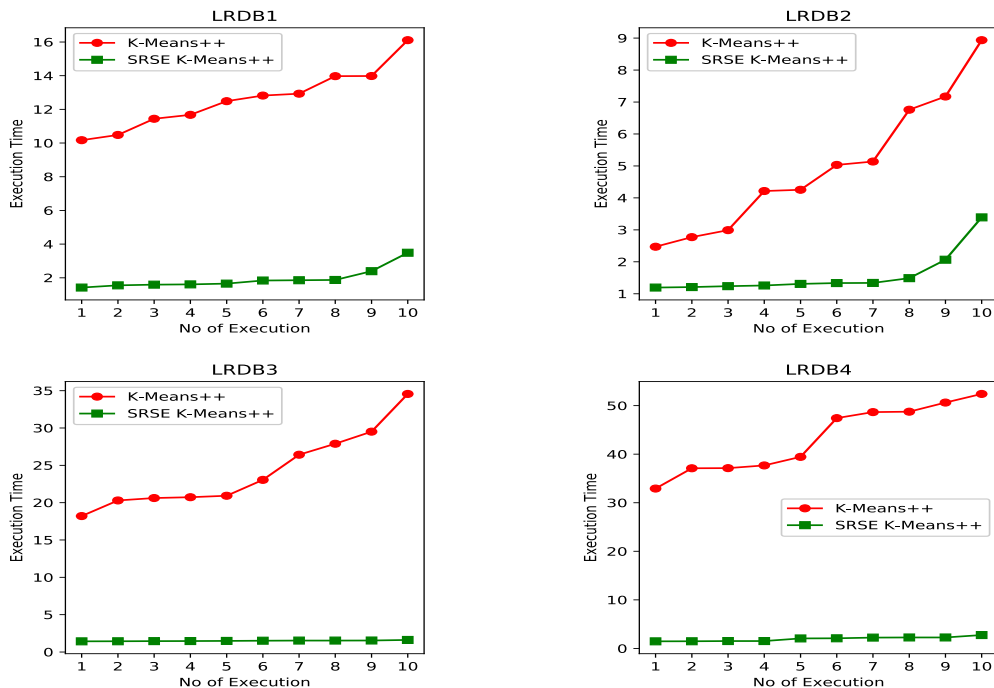 LRDB1
K-Means++
SRSE K-Means++
16
14
12
10
8
6
4
2
Execution Time
1 2 3 4 5 6 7 8 9 10
No of Execution
LRDB2
K-Means++
SRSE K-Means++
9
8
7
6
5
4
3
2
1
Execution Time
1 2 3 4 5 6 7 8 9 10
No of Execution
LRDB3
K-Means++
SRSE K-Means++
35
30
25
20
15
10
5
0
Execution Time
1 2 3 4 5 6 7 8 9 10
No of Execution
LRDB4
K-Means++
SRSE K-Means++
50
40
30
20
10
0
Execution Time
1 2 3 4 5 6 7 8 9 10
No of Execution